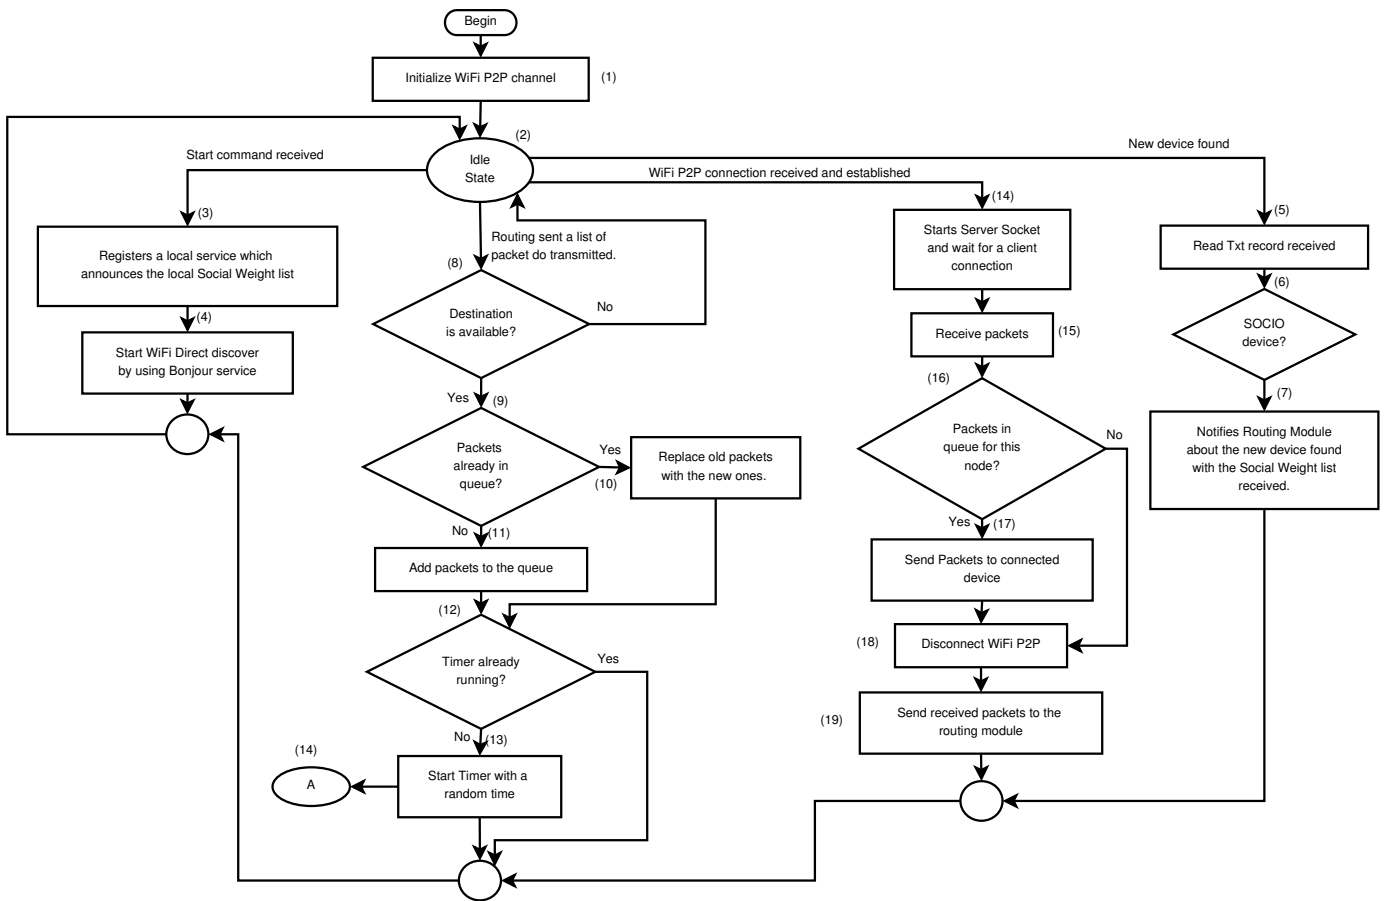 Begin
Initialize WiFi P2P channel
(1)
(2)
Idle
State
Start command received
New device found
WiFi P2P connection received and established
(3)
Registers a local service which
announces the local Social Weight list
(4)
Start WiFi Direct discover
by using Bonjour service
Routing sent a list of
packet do transmitted.
(8)
Destination
is available?
No
Yes
(9)
Packets
already in
queue?
Yes
(10)
Replace old packets
with the new ones.
No
(11)
Add packets to the queue
(12)
Timer already
running?
Yes
No
(13)
Start Timer with a
random time
(14)
A
(14)
Starts Server Socket
and wait for a client
connection
Receive packets
(15)
(16)
Packets in
queue for this
node?
No
Yes
(17)
Send Packets to connected
device
(18)
Disconnect WiFi P2P
(19)
Send received packets to the
routing module
(5)
Read Txt record received
(6)
SOCIO
device?
(7)
Notifies Routing Module
about the new device found
with the Social Weight list
received.